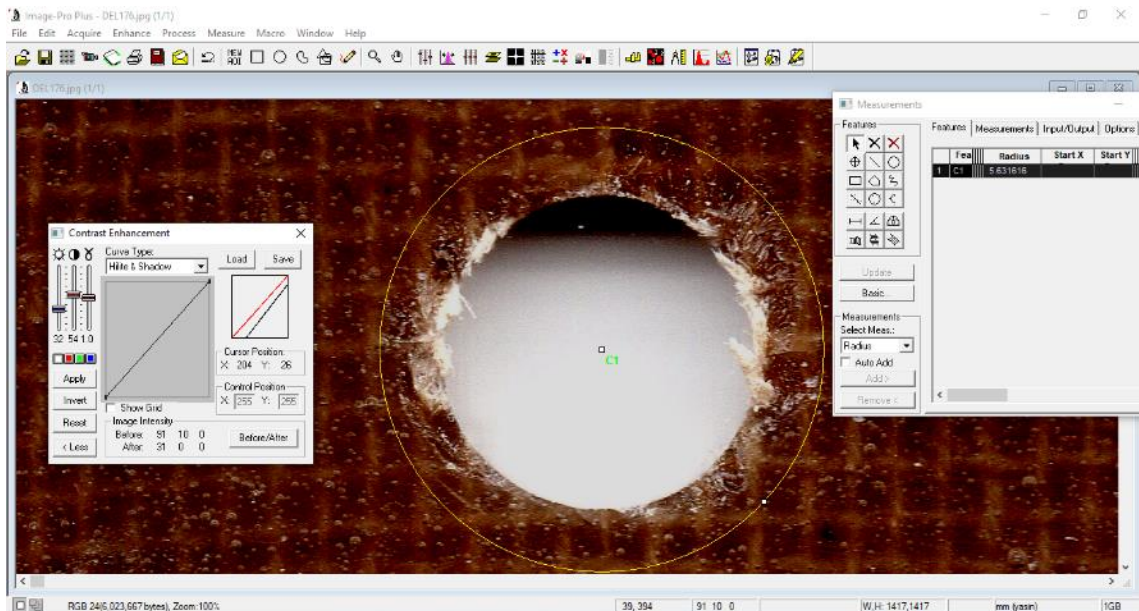 Image-Pro Plus - DEL176.jpg (1/1)
File Edit Acquire Enhance Process Measure Macro Window Help
NEW
AOI
DEL176.jpg (1/1)
Contrast Enhancement
Curve Type:
Hilite & Shadow
Load Save
32 54 1.0
Cursor Position:
X: 204 Y: 26
Control Position
X: 255 Y: 255
Apply
Invert
Reset
< Less
Show Grid
Image Intensity
Before: 91 10 0
After: 31 0 0
Before/After
C1
Measurements
Features
Update
Basic...
Measurements
Select Meas.:
Radius
Auto Add
Add >
Remove <
Features Measurements Input/Output Options
Fea Radius Start X Start Y
1 C1 5.631616
RGB 24(6,023,667 bytes), Zoom:100% 39, 394 91 10 0 W,H: 1417,1417 mm (yasin) 1GB